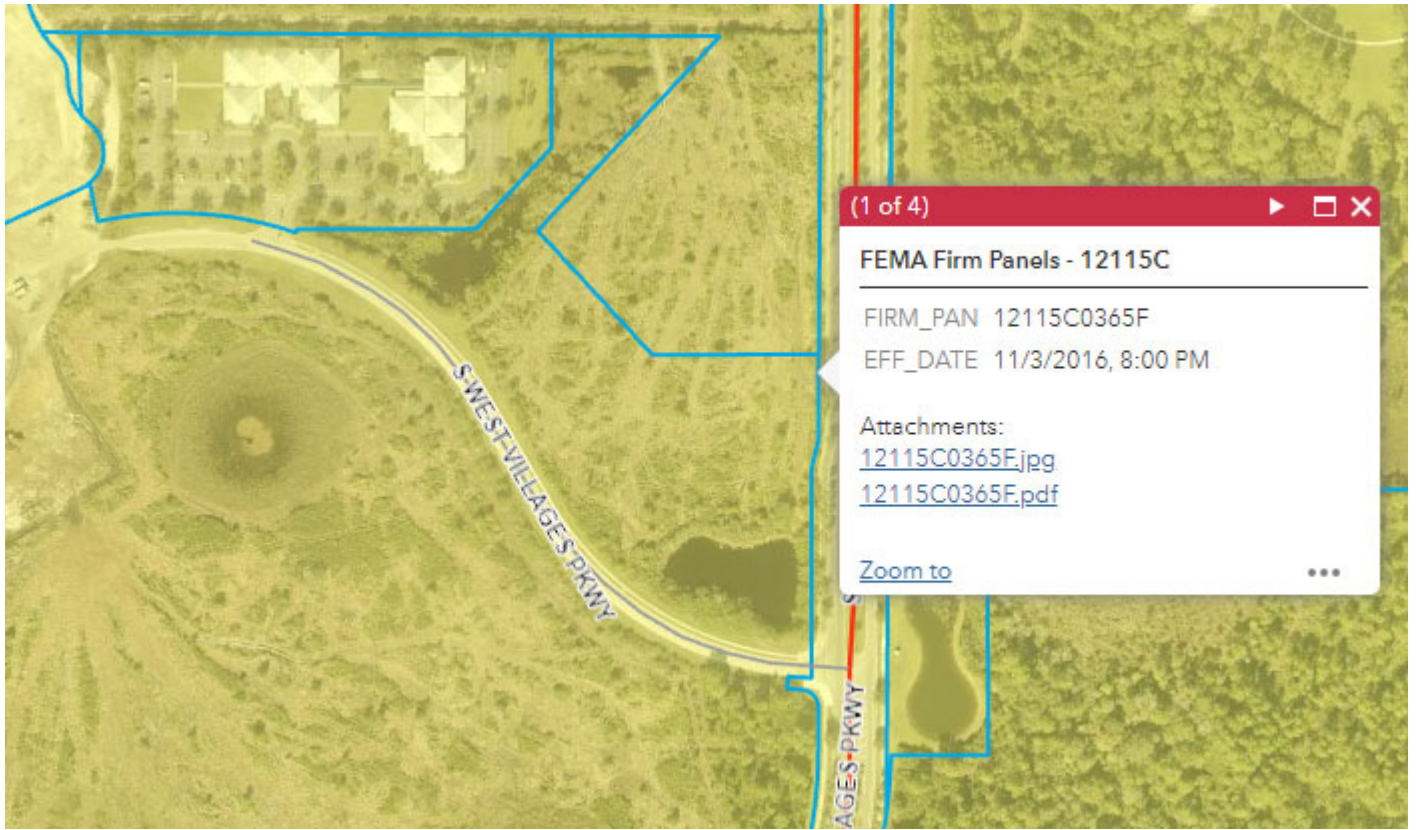 (1 of 4)
FEMA Firm Panels - 12115C
FIRM_PAN 12115C0365F
EFF_DATE 11/3/2016, 8:00 PM
Attachments:
12115C0365F.jpg
12115C0365F.pdf
Zoom to
S WEST VILLAGES PKWY
S
AGES PKWY